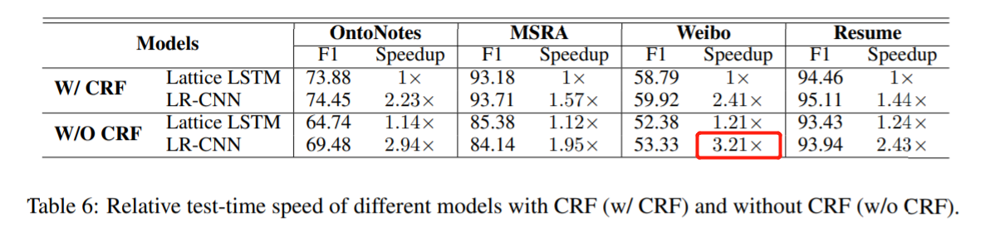 Models OntoNotes MSRA Weibo Resume
F1 Speedup F1 Speedup F1 Speedup F1 Speedup
W/ CRF Lattice LSTM 73.88 1× 93.18 1× 58.79 1× 94.46 1×
LR-CNN 74.45 2.23× 93.71 1.57× 59.92 2.41× 95.11 1.44×
W/O CRF Lattice LSTM 64.74 1.14× 85.38 1.12× 52.38 1.21× 93.43 1.24×
LR-CNN 69.48 2.94× 84.14 1.95× 53.33 3.21× 93.94 2.43×
Table 6: Relative test-time speed of different models with CRF (w/ CRF) and without CRF (w/o CRF).